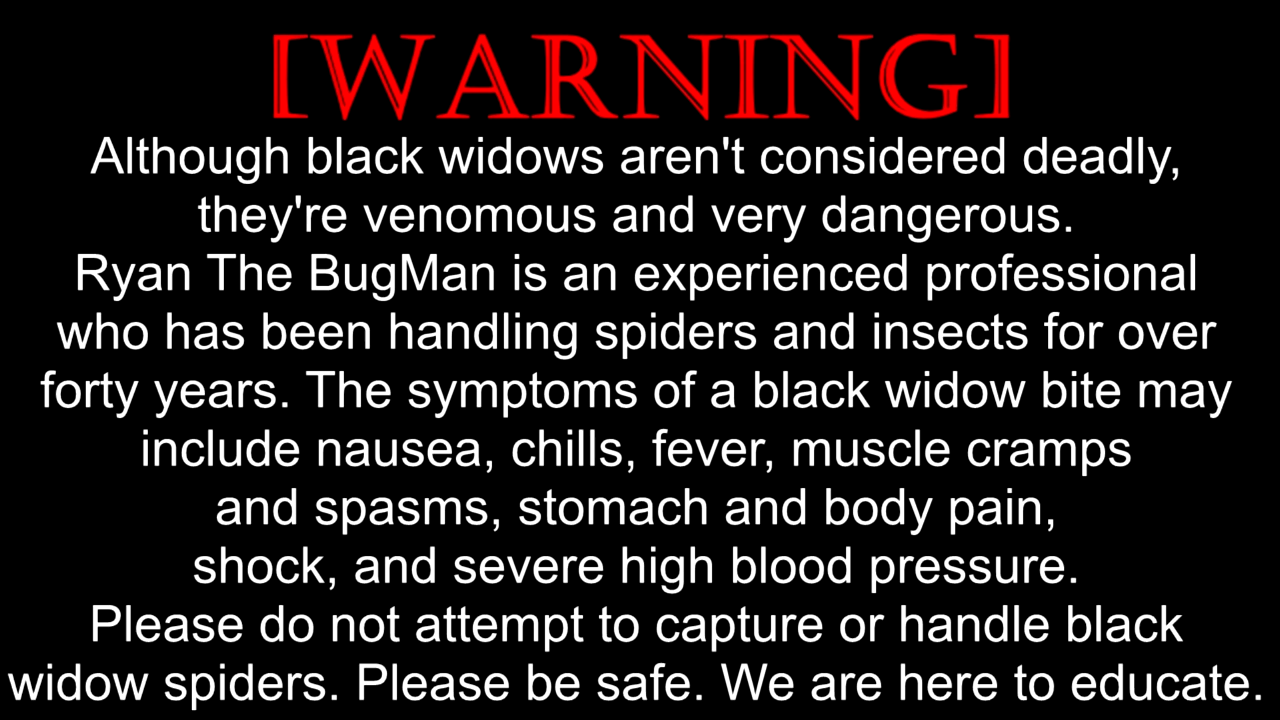 [WARNING]
Although black widows aren't considered deadly,
they're venomous and very dangerous.
Ryan The BugMan is an experienced professional
who has been handling spiders and insects for over
forty years. The symptoms of a black widow bite may
include nausea, chills, fever, muscle cramps
and spasms, stomach and body pain,
shock, and severe high blood pressure.
Please do not attempt to capture or handle black
widow spiders. Please be safe. We are here to educate.